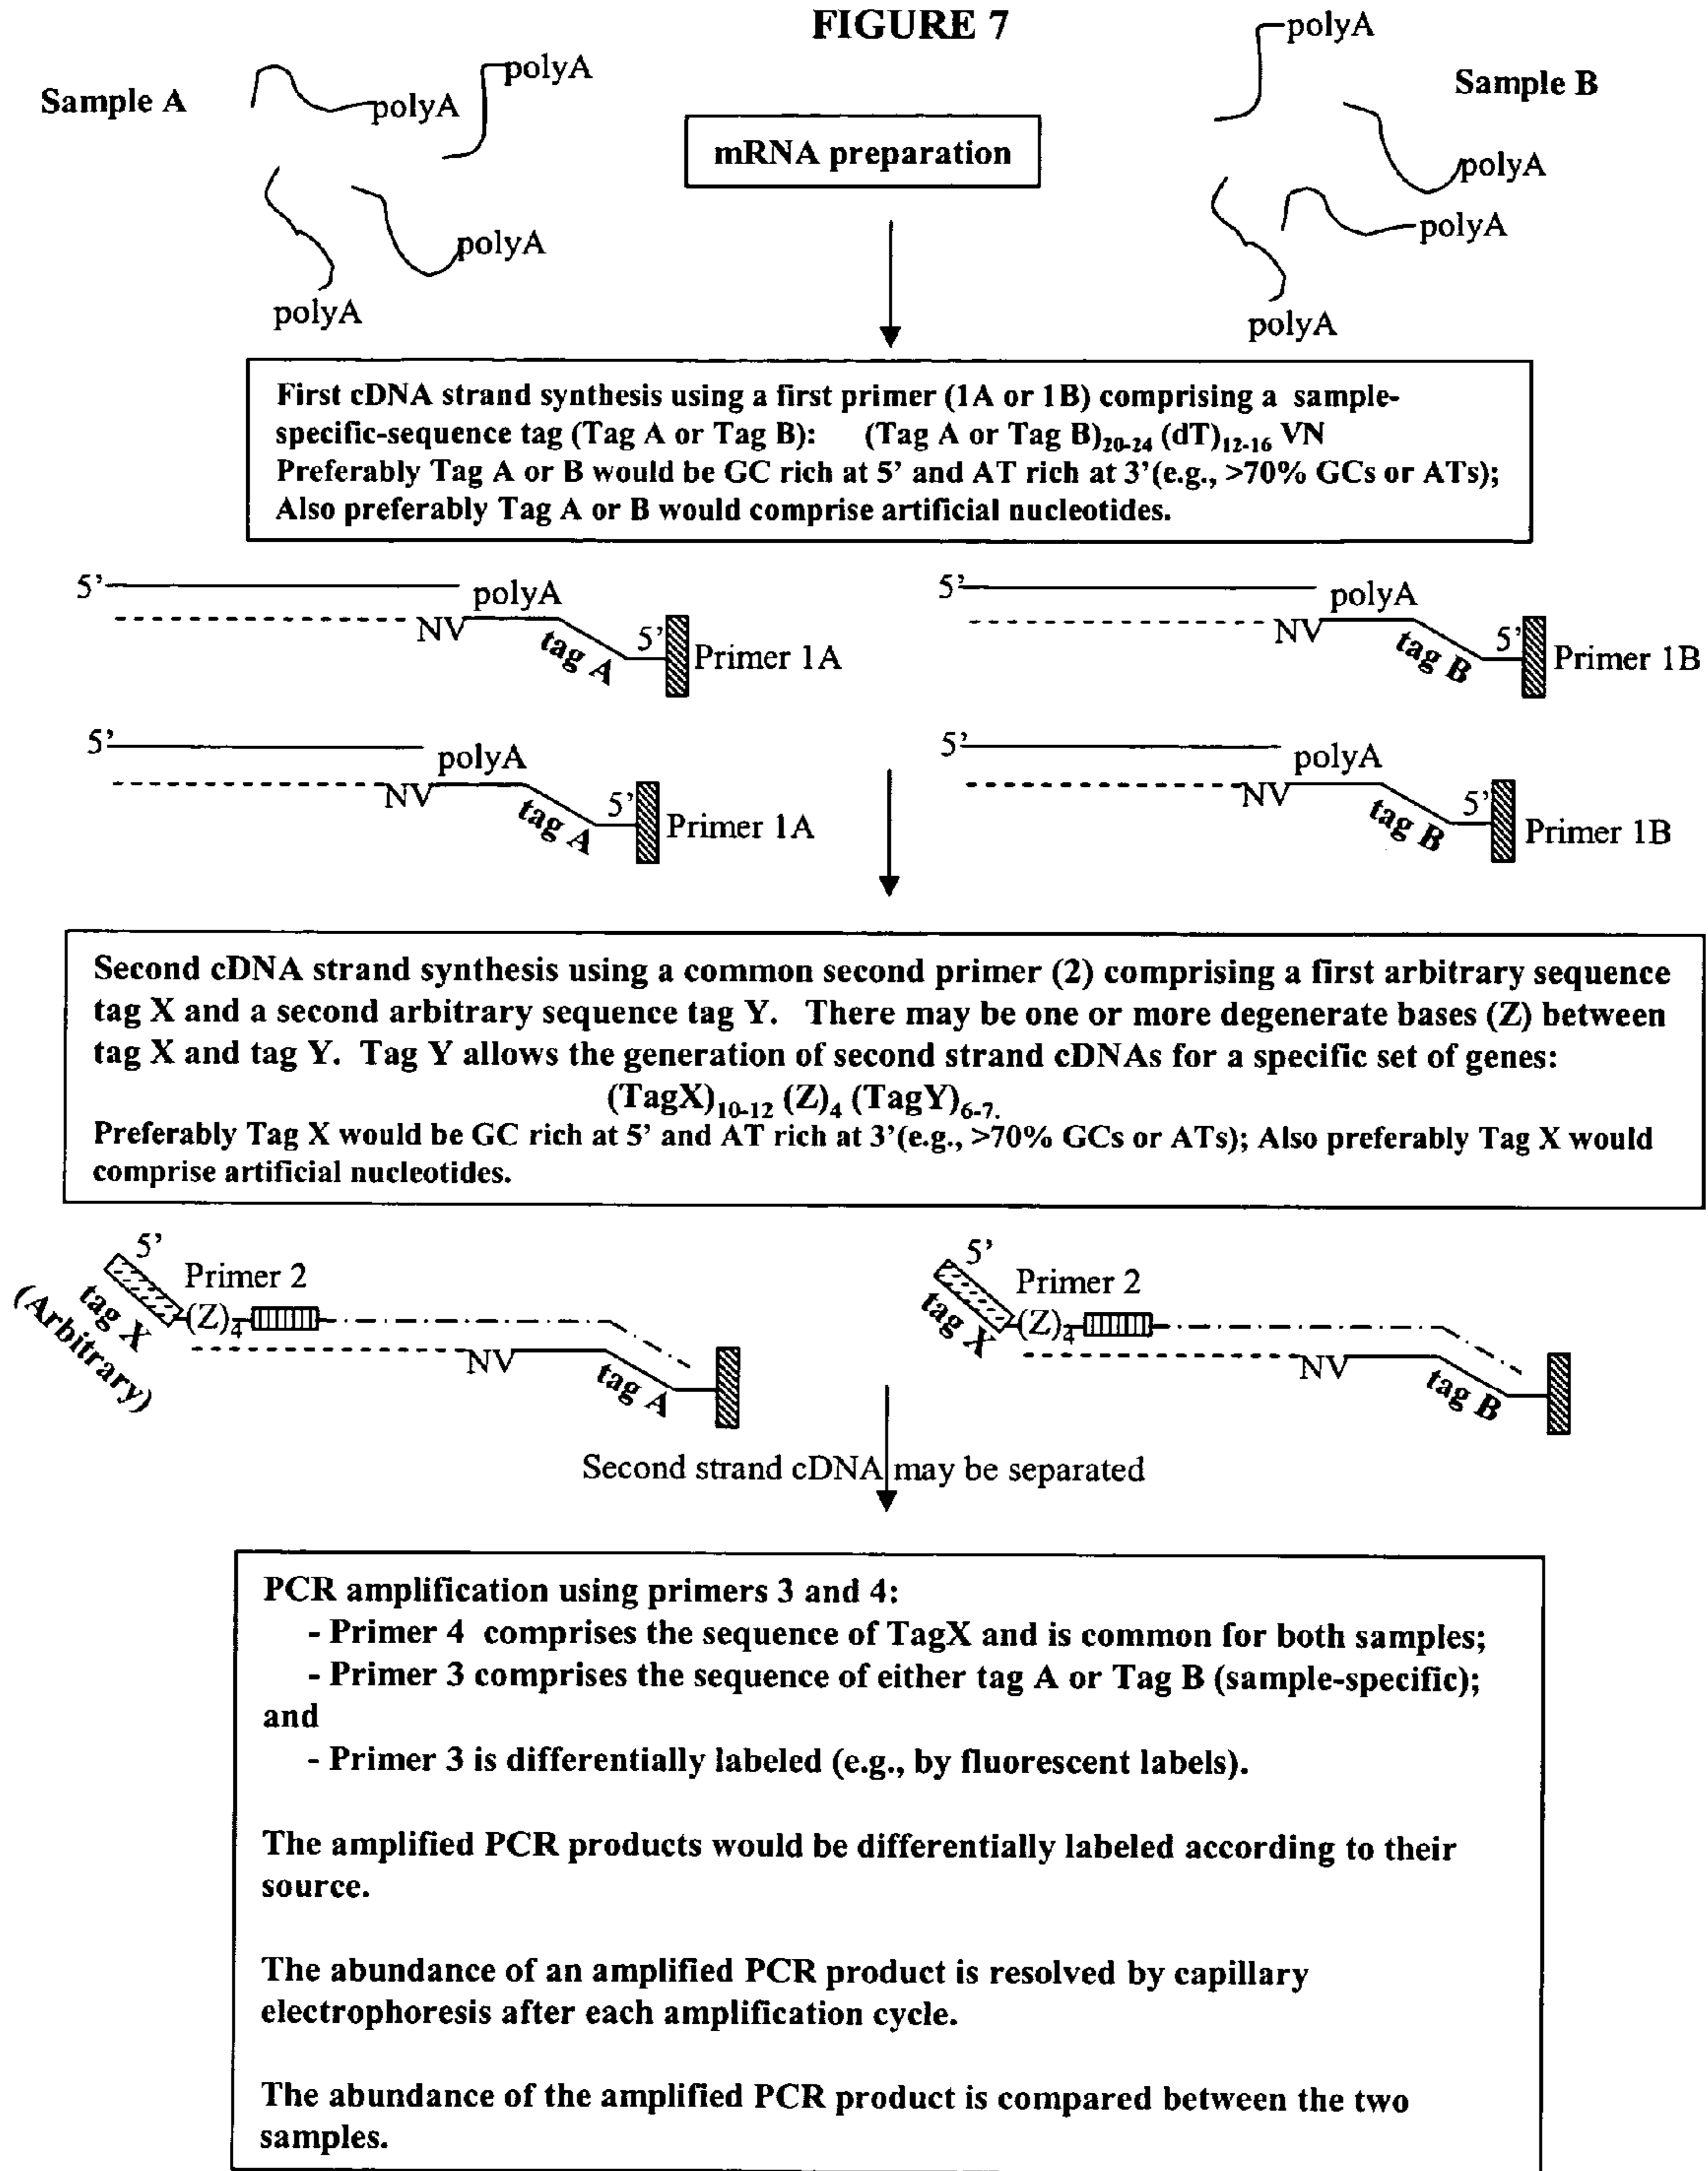 FIGURE 7
Sample A
polyA
polyA
polyA
polyA
mRNA preparation
polyA
Sample B
polyA
polyA
polyA
First cDNA strand synthesis using a first primer (1A or 1B) comprising a sample-
specific-sequence tag (Tag A or Tag B): (Tag A or Tag B)20-24 (dT)12-16 VN
Preferably Tag A or B would be GC rich at 5' and AT rich at 3'(e.g., >70% GCs or ATs);
Also preferably Tag A or B would comprise artificial nucleotides.
5' polyA
NV tag A 5' Primer 1A
5' polyA
NV tag B 5' Primer 1B
5' polyA
NV tag A 5' Primer 1A
5' polyA
NV tag B 5' Primer 1B
Second cDNA strand synthesis using a common second primer (2) comprising a first arbitrary sequence
tag X and a second arbitrary sequence tag Y. There may be one or more degenerate bases (Z) between
tag X and tag Y. Tag Y allows the generation of second strand cDNAs for a specific set of genes:
(TagX)10-12 (Z)4 (TagY)6-7.
Preferably Tag X would be GC rich at 5' and AT rich at 3'(e.g., >70% GCs or ATs); Also preferably Tag X would
comprise artificial nucleotides.
5'
Primer 2
tag X
(Arbitrary)
(Z)4
NV
tag A
5'
Primer 2
tag X
(Z)4
NV
tag B
Second strand cDNA may be separated
PCR amplification using primers 3 and 4:
- Primer 4 comprises the sequence of TagX and is common for both samples;
- Primer 3 comprises the sequence of either tag A or Tag B (sample-specific);
and
- Primer 3 is differentially labeled (e.g., by fluorescent labels).
The amplified PCR products would be differentially labeled according to their
source.
The abundance of an amplified PCR product is resolved by capillary
electrophoresis after each amplification cycle.
The abundance of the amplified PCR product is compared between the two
samples.